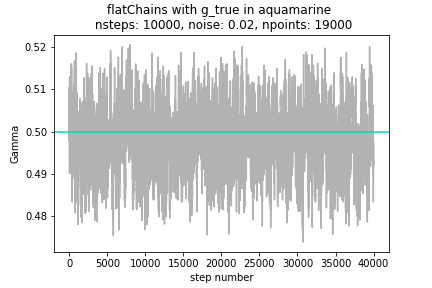 flatChains with g_true in aquamarine
nsteps: 10000, noise: 0.02, npoints: 19000
0.52
0.51
0.50
0.49
0.48
Gamma
0 5000 10000 15000 20000 25000 30000 35000 40000
step number